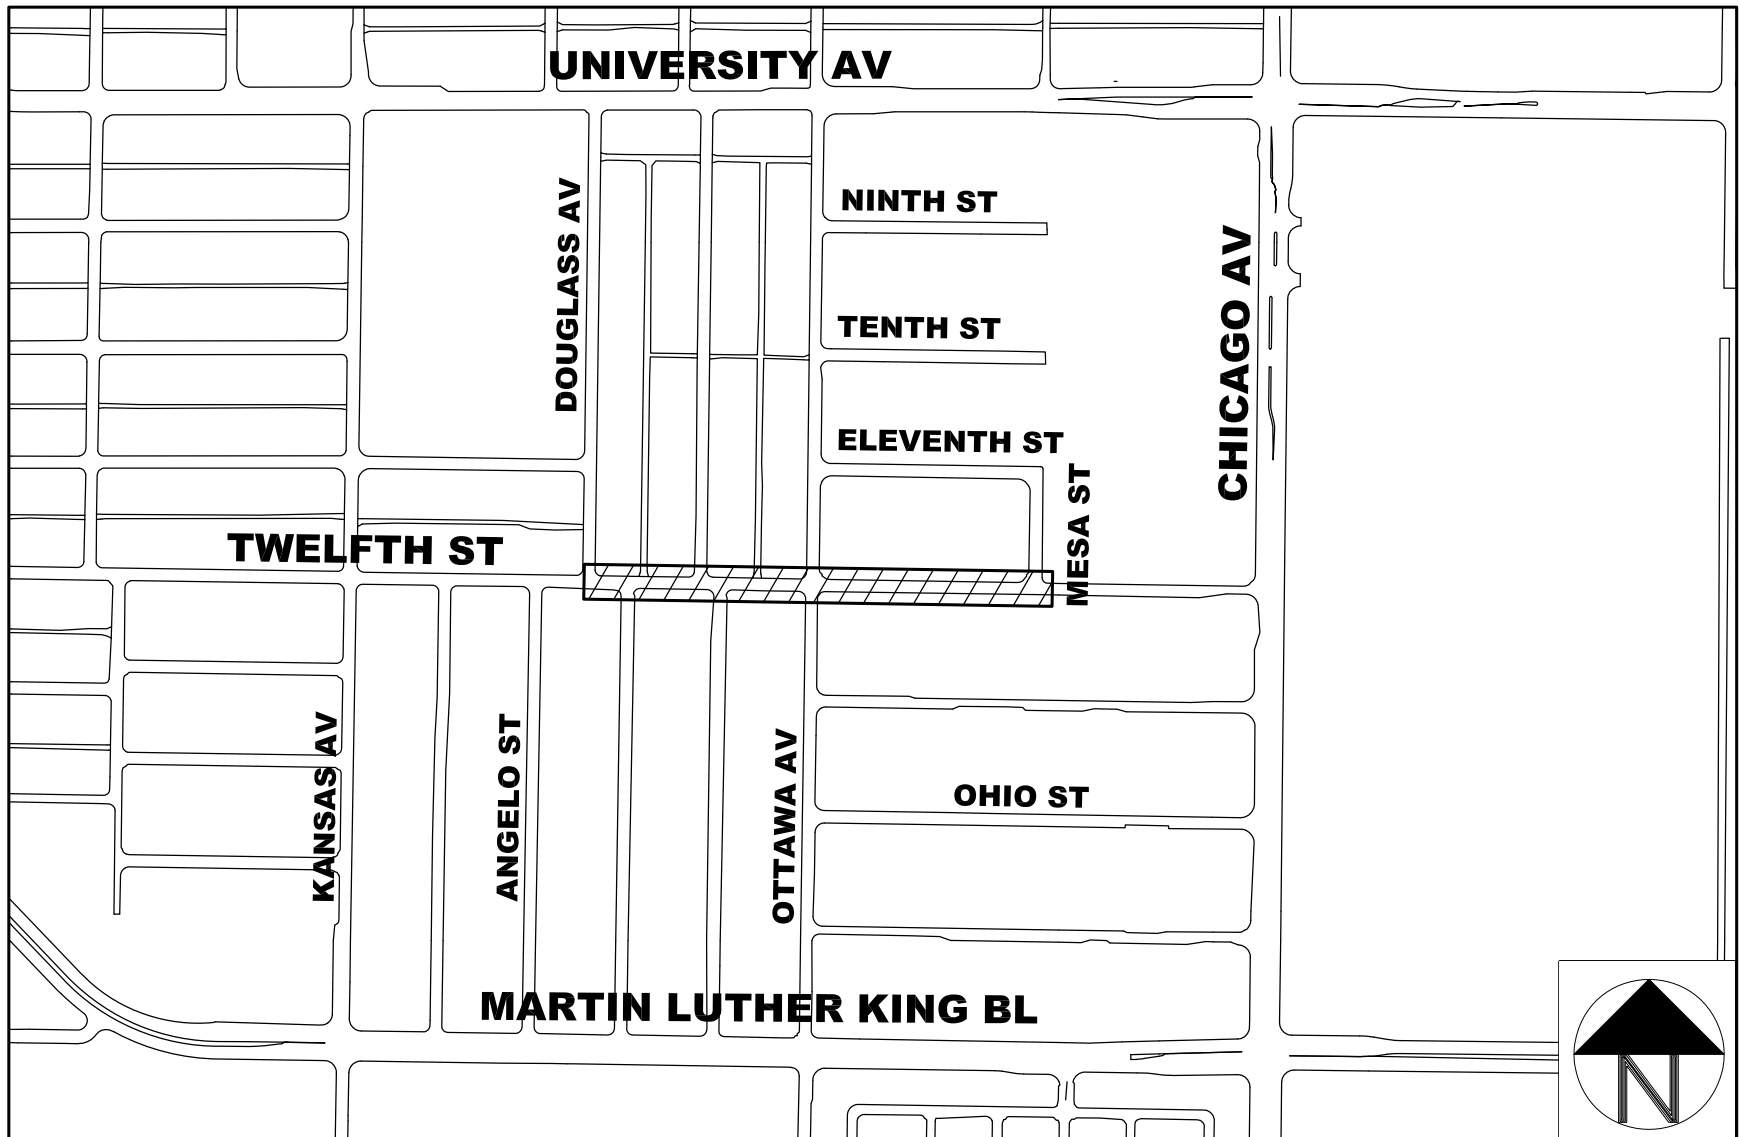 UNIVERSITY AV
DOUGLASS AV
NINTH ST
CHICAGO AV
TENTH ST
ELEVENTH ST
MESA ST
TWELFTH ST
KANSAS AV
ANGELO ST
OTTAWA AV
OHIO ST
MARTIN LUTHER KING BL
N